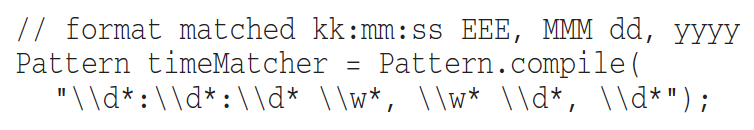 // format matched kk:mm:ss EEE, MMM dd, yyyy
Pattern timeMatcher = Pattern.compile(
"\\d*:\\d*:\\d* \\w*, \\w* \\d*, \\d*");